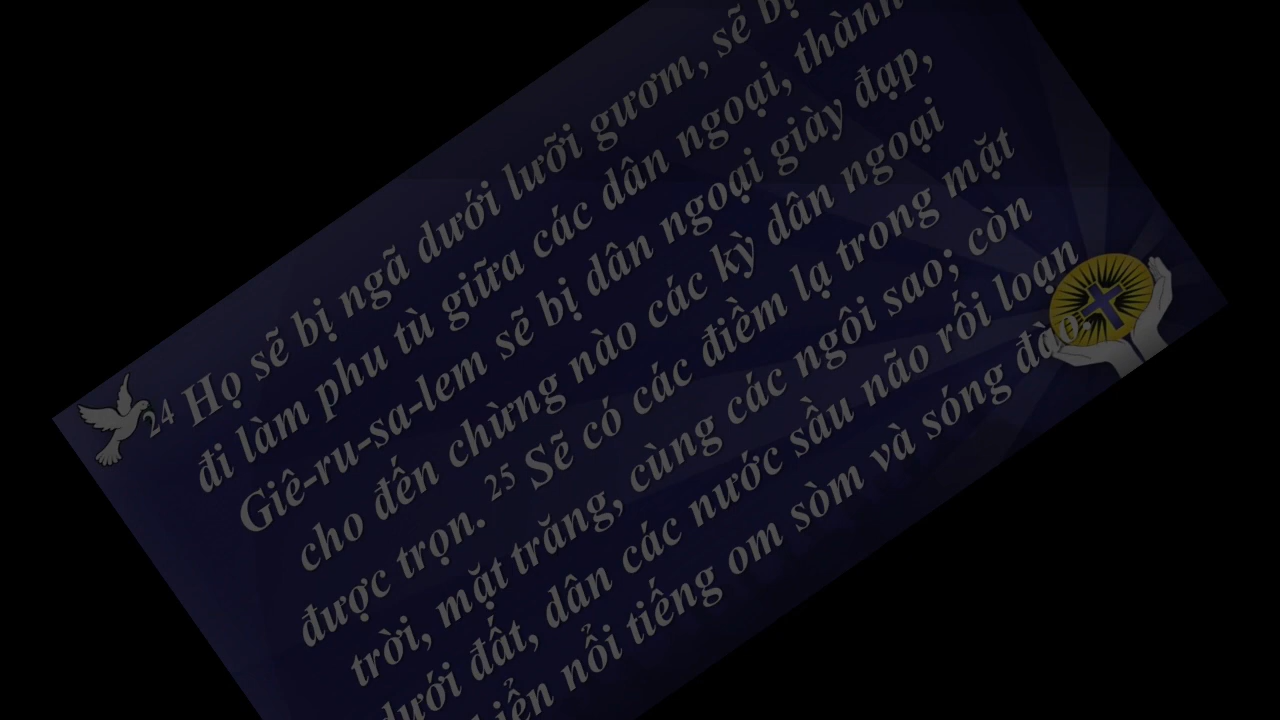 24 Họ sẽ bị ngã dưới lưỡi gươm, sẽ bị
đi làm phu tù giữa các dân ngoại, thành
Giê-ru-sa-lem sẽ bị dân ngoại giày đạp,
cho đến chừng nào các kỳ dân ngoại
được trọn. 25 Sẽ có các điềm lạ trong mặt
trời, mặt trăng, cùng các ngôi sao; còn
dưới đất, dân các nước sầu não rối loạn
nổi tiếng om sòm và sóng đào.